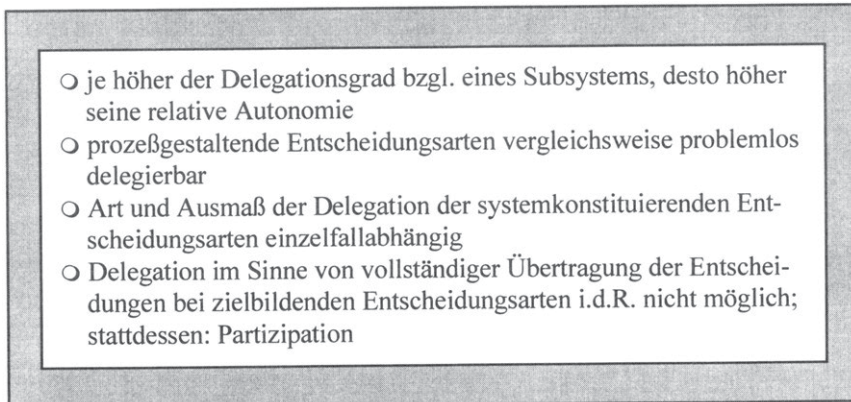 ❍ je höher der Delegationsgrad bzgl. eines Subsystems, desto höher
seine relative Autonomie
❍ prozeßgestaltende Entscheidungsarten vergleichsweise problemlos
delegierbar
❍ Art und Ausmaß der Delegation der systemkonstituierenden Ent-
scheidungsarten einzelfallabhängig
❍ Delegation im Sinne von vollständiger Übertragung der Entschei-
dungen bei zielbildenden Entscheidungsarten i.d.R. nicht möglich;
stattdessen: Partizipation